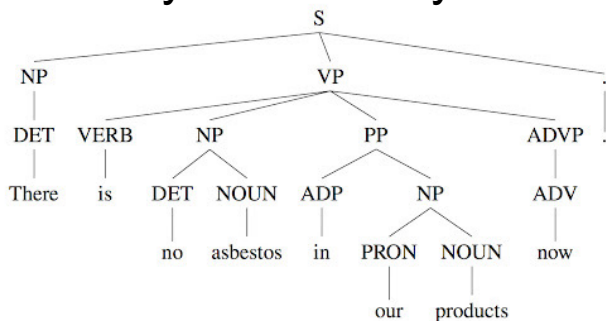 S
NP VP .
DET VERB NP PP ADVP .
There is DET NOUN ADP NP ADV
no asbestos in PRON NOUN now
our products